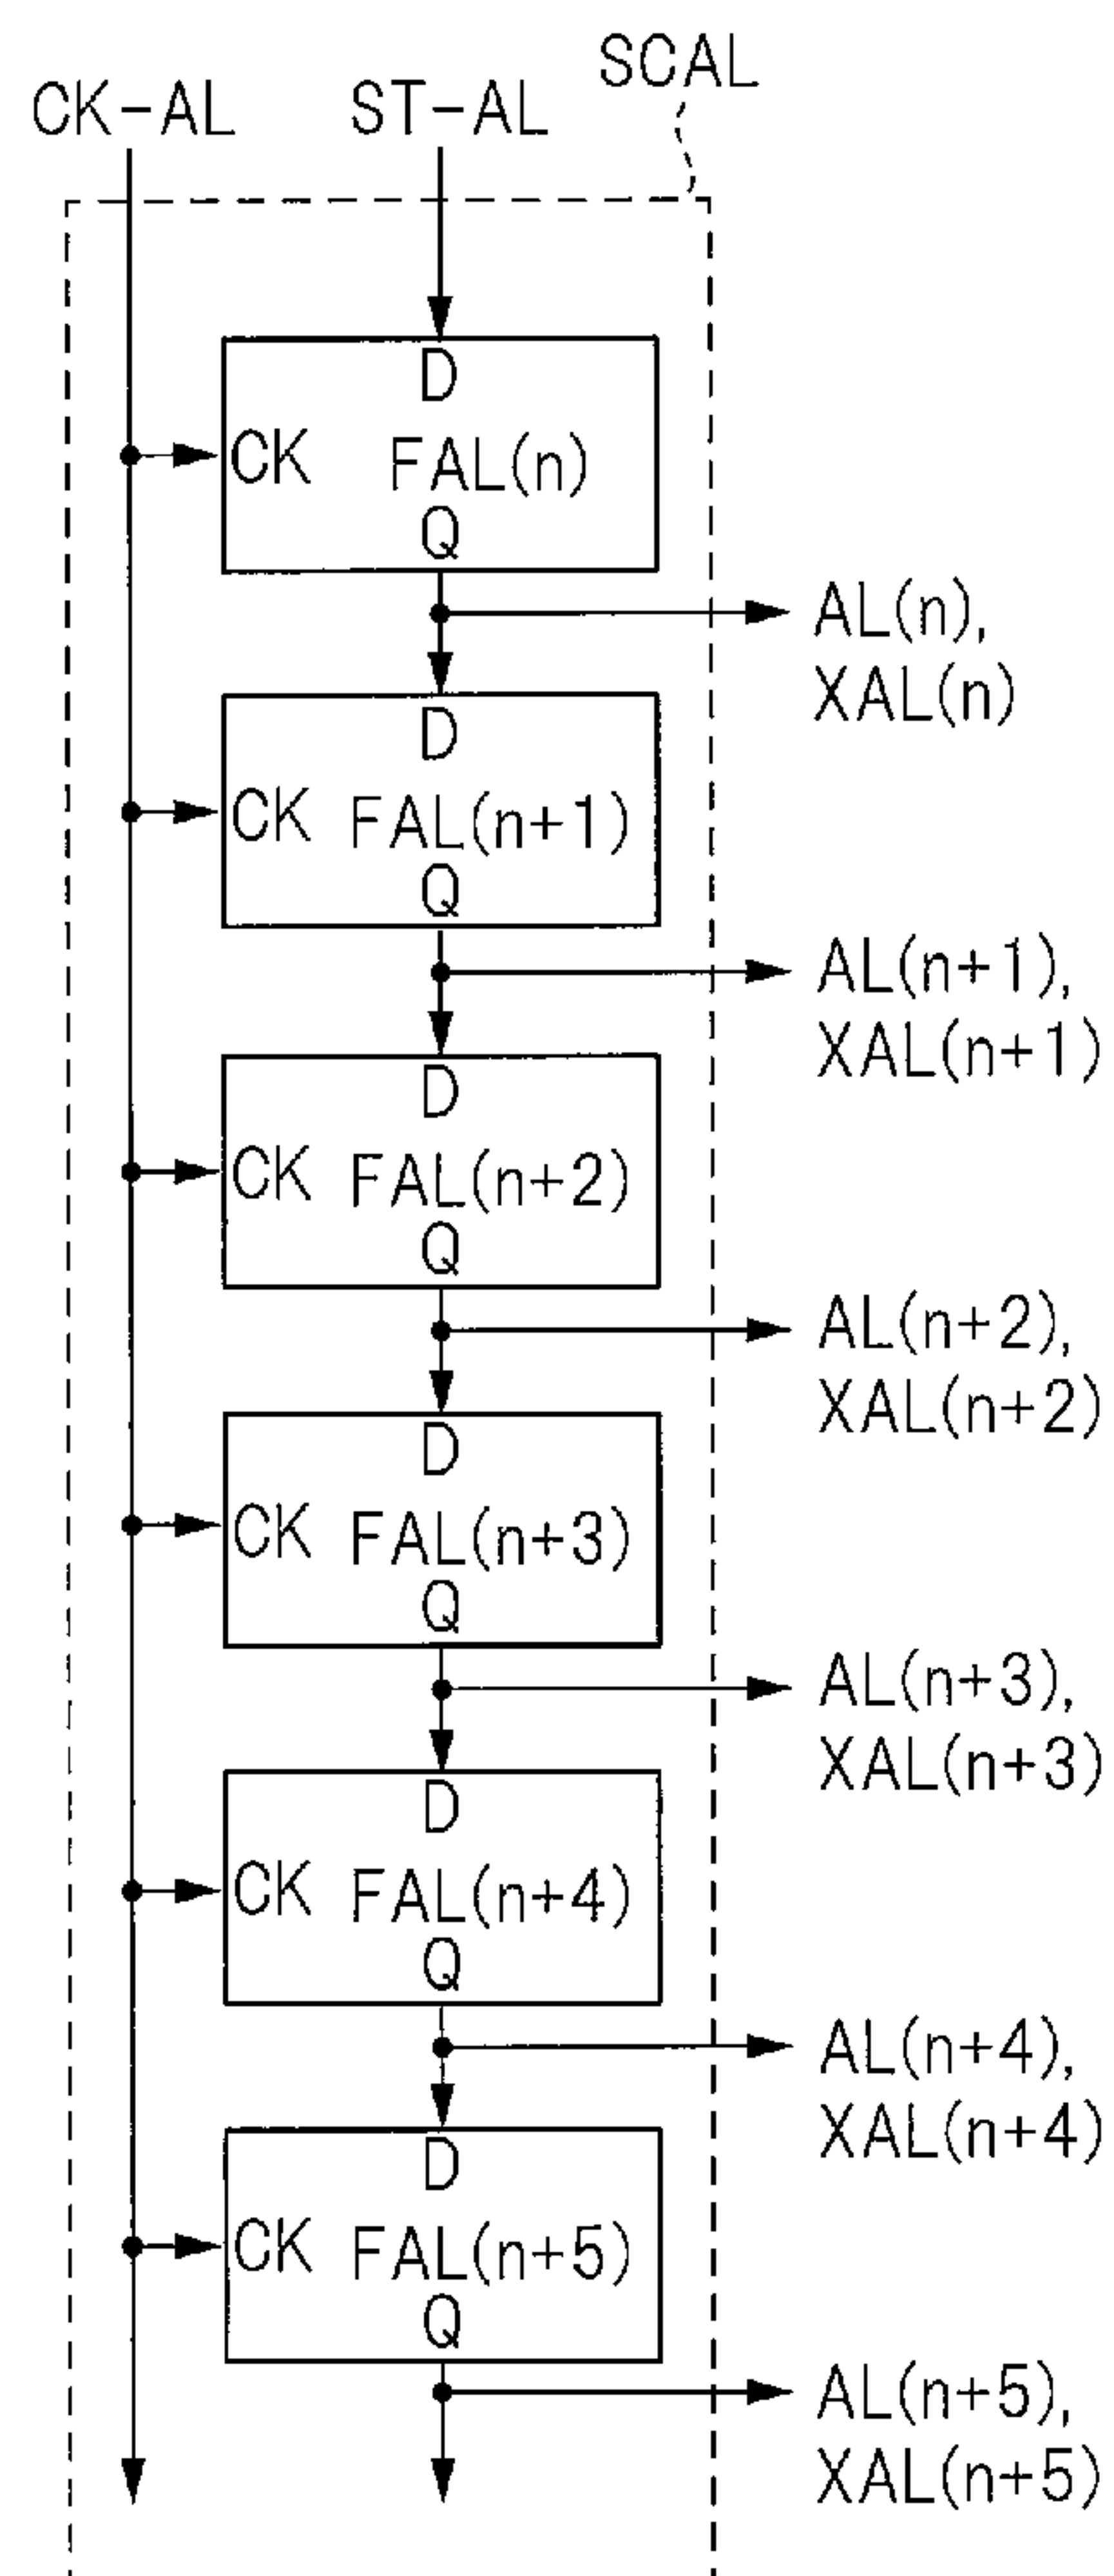 SCAL
CK-AL
ST-AL
D
CK FAL(n)
Q
AL(n),
XAL(n)
D
CK FAL(n+1)
Q
AL(n+1),
XAL(n+1)
D
CK FAL(n+2)
Q
AL(n+2),
XAL(n+2)
D
CK FAL(n+3)
Q
AL(n+3),
XAL(n+3)
D
CK FAL(n+4)
Q
AL(n+4),
XAL(n+4)
D
CK FAL(n+5)
Q
AL(n+5),
XAL(n+5)